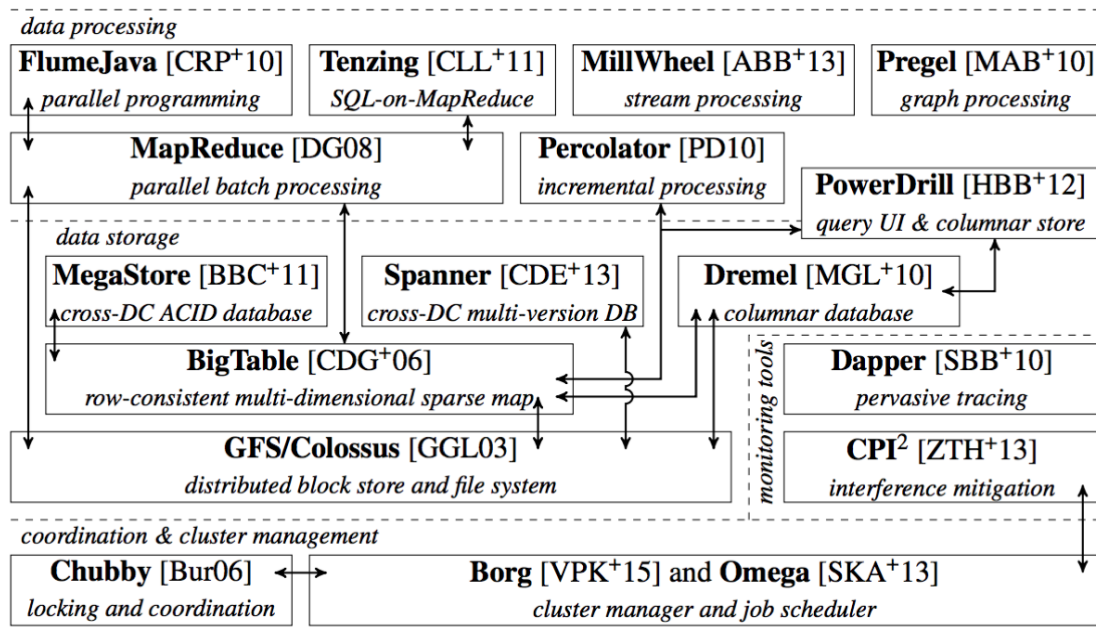 data processing
FlumeJava [CRP+10]
parallel programming
Tenzing [CLL+11]
SQL-on-MapReduce
MillWheel [ABB+13]
stream processing
Pregel [MAB+10]
graph processing
MapReduce [DG08]
parallel batch processing
Percolator [PD10]
incremental processing
PowerDrill [HBB+12]
query UI & columnar store
data storage
MegaStore [BBC+11]
cross-DC ACID database
Spanner [CDE+13]
cross-DC multi-version DB
Dremel [MGL+10]
columnar database
BigTable [CDG+06]
row-consistent multi-dimensional sparse map
monitoring tools
Dapper [SBB+10]
pervasive tracing
GFS/Colossus [GGL03]
distributed block store and file system
CPI² [ZTH+13]
interference mitigation
coordination & cluster management
Chubby [Bur06]
locking and coordination
Borg [VPK+15] and Omega [SKA+13]
cluster manager and job scheduler